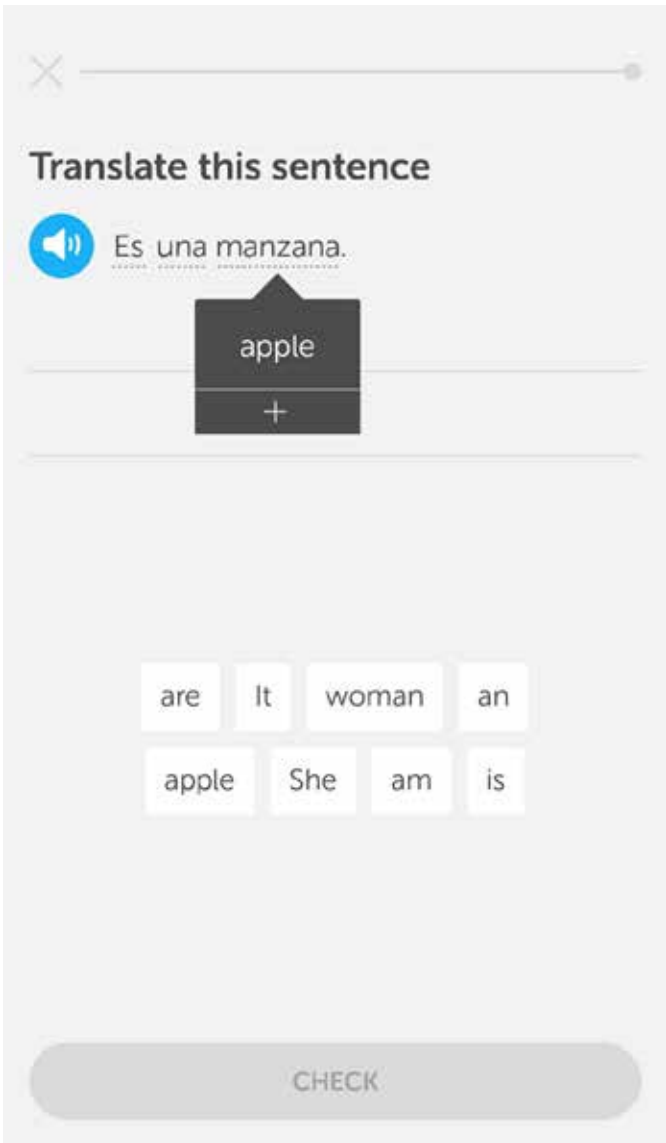 Translate this sentence
Es una manzana.
apple
+
are It woman an
apple She am is
CHECK